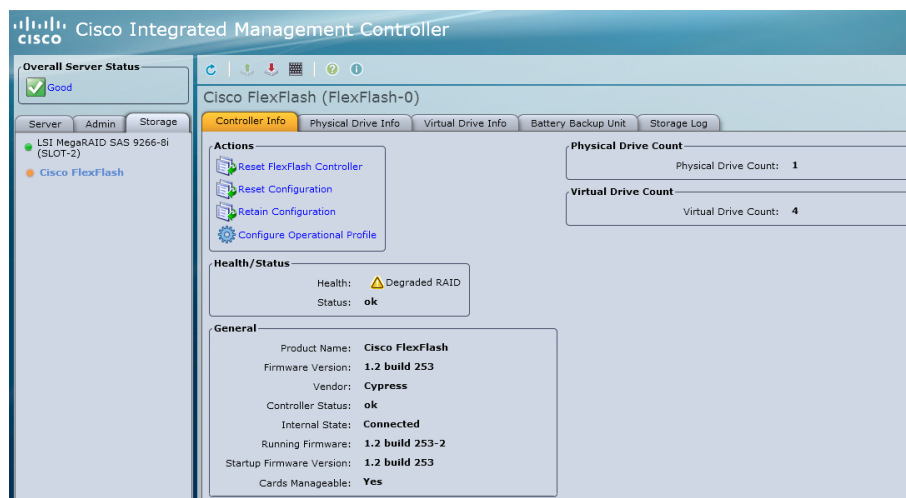 CISCO
Cisco Integrated Management Controller
Overall Server Status
Good
Server Admin Storage
LSI MegaRAID SAS 9266-8i
(SLOT-2)
Cisco FlexFlash
Cisco FlexFlash (FlexFlash-0)
Controller Info Physical Drive Info Virtual Drive Info Battery Backup Unit Storage Log
Actions
Reset FlexFlash Controller
Reset Configuration
Retain Configuration
Configure Operational Profile
Physical Drive Count
Physical Drive Count: 1
Virtual Drive Count
Virtual Drive Count: 4
Health/Status
Health: Degraded RAID
Status: ok
General
Product Name: Cisco FlexFlash
Firmware Version: 1.2 build 253
Vendor: Cypress
Controller Status: ok
Internal State: Connected
Running Firmware: 1.2 build 253-2
Startup Firmware Version: 1.2 build 253
Cards Manageable: Yes